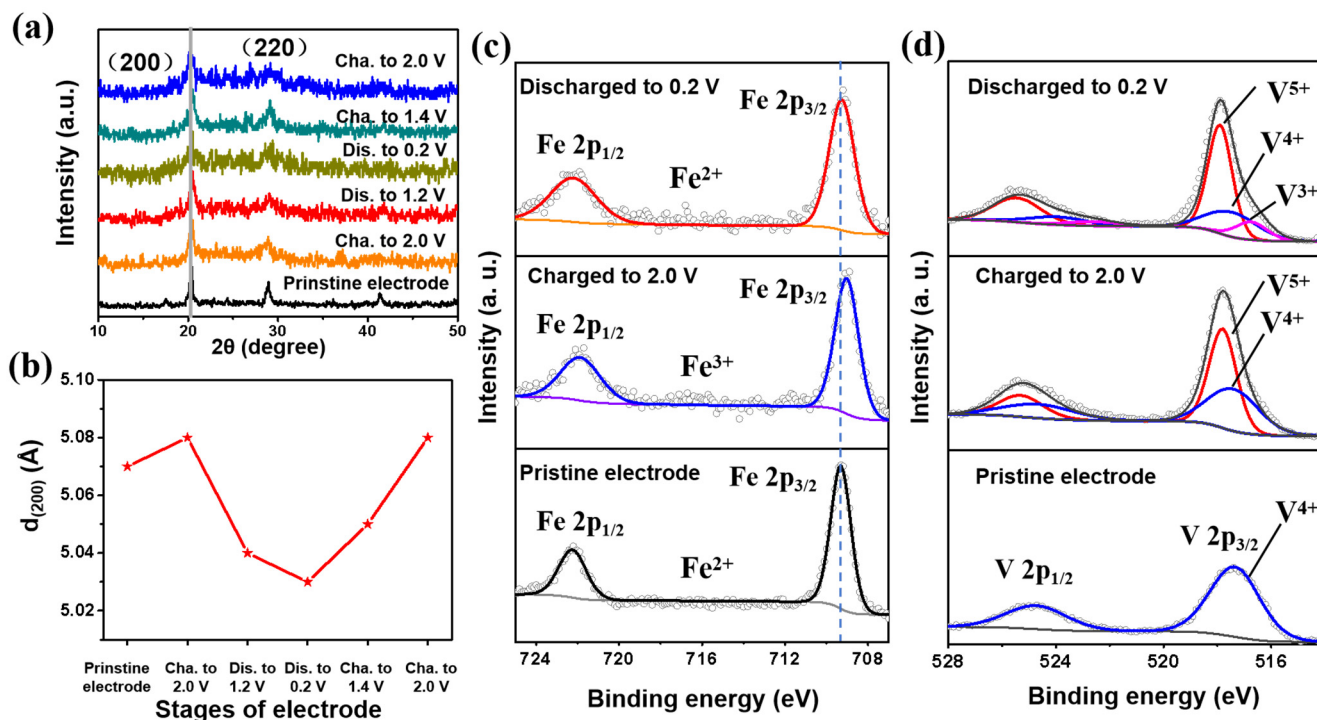 (a)
(200)
(220)
Cha. to 2.0 V
Cha. to 1.4 V
Dis. to 0.2 V
Dis. to 1.2 V
Cha. to 2.0 V
Prinstine electrode
Intensity (a.u.)
10 20 30 40 50
2θ (degree)
(b)
5.10
5.08
5.06
5.04
5.02
d(200) (Å)
Prinstine Cha. to Dis. to Dis. to Cha. to Cha. to
electrode 2.0 V 1.2 V 0.2 V 1.4 V 2.0 V
Stages of electrode
(c)
Discharged to 0.2 V
Fe 2p3/2
Fe 2p1/2
Fe2+
Charged to 2.0 V
Fe 2p3/2
Fe 2p1/2
Fe3+
Pristine electrode
Fe 2p3/2
Fe 2p1/2
Fe2+
Intensity (a. u.)
724 720 716 712 708
Binding energy (eV)
(d)
Discharged to 0.2 V
V5+
V4+
V3+
Charged to 2.0 V
V5+
V4+
Pristine electrode
V4+
V 2p3/2
V 2p1/2
Intensity (a. u.)
528 524 520 516
Binding energy (eV)